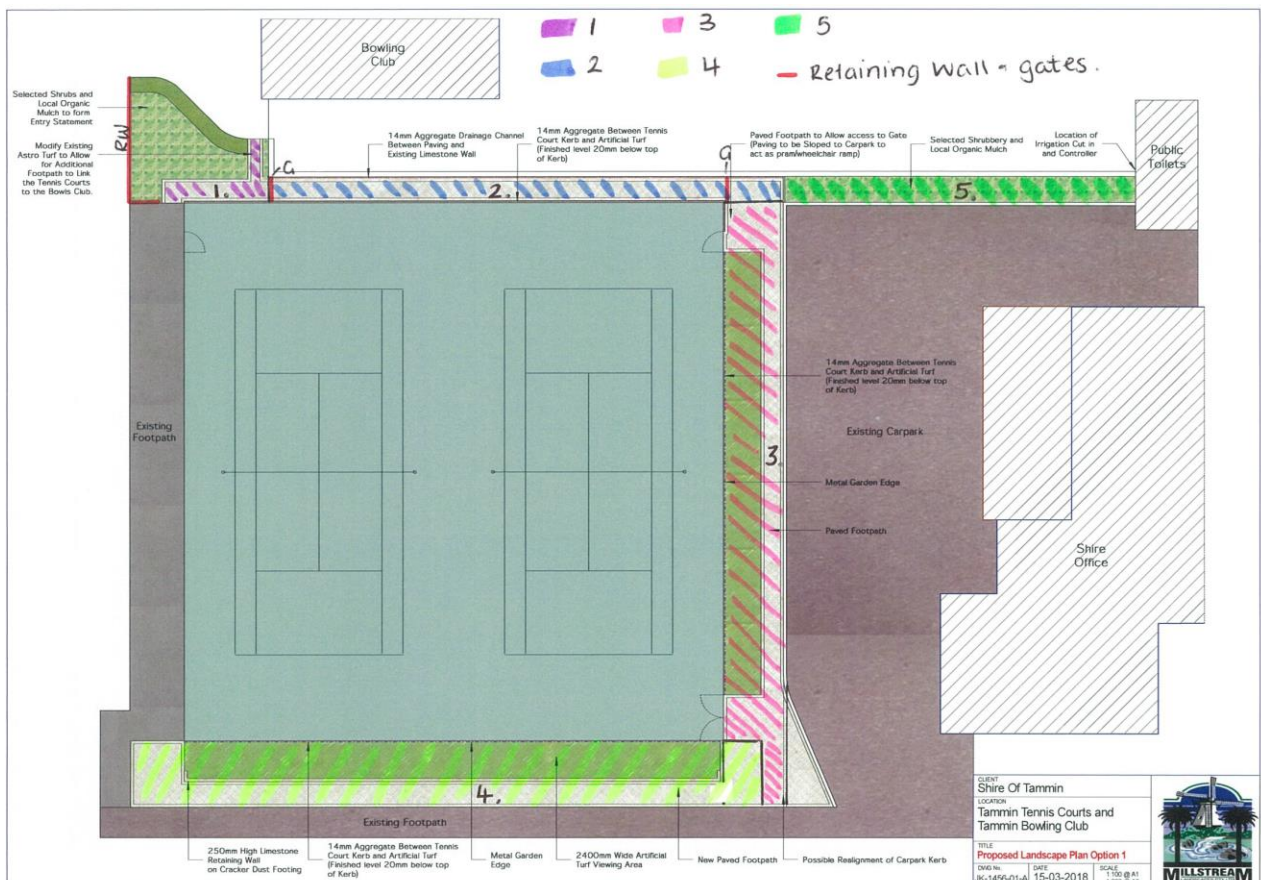 1
3
5
2
4
Retaining Wall - gates.
Bowling
Club
Selected Shrubs and
Local Organic
Mulch to form
Entry Statement
RW
Modify Existing
Astro Turf to Allow
for Additional
Footpath to Link
the Tennis Courts
to the Bowls Club.
14mm Aggregate Drainage Channel
Between Paving and
Existing Limestone Wall
14mm Aggregate Between Tennis
Court Kerb and Artificial Turf
(Finished level 20mm below top
of Kerb)
Paved Footpath to Allow access to Gate
(Paving to be Sloped to Carpark to
act as pram/wheelchair ramp)
Selected Shrubbery and
Local Organic Mulch
Location of
Irrigation Cut in
and Controller
Public
Toilets
G
G
1.
2.
5.
14mm Aggregate Between Tennis
Court Kerb and Artificial Turf
(Finished level 20mm below top
of Kerb)
Existing
Footpath
Existing Carpark
3.
Metal Garden Edge
Paved Footpath
Shire
Office
4.
Existing Footpath
250mm High Limestone
Retaining Wall
on Cracker Dust Footing
14mm Aggregate Between Tennis
Court Kerb and Artificial Turf
(Finished level 20mm below top
of Kerb)
Metal Garden
Edge
2400mm Wide Artificial
Turf Viewing Area
New Paved Footpath
Possible Realignment of Carpark Kerb
CLIENT
Shire Of Tammin
LOCATION
Tammin Tennis Courts and
Tammin Bowling Club
TITLE
Proposed Landscape Plan Option 1
DWG No.
DATE
SCALE
JK-1456-01-A
15-03-2018
1:100 @ A1
MILLSTREAM